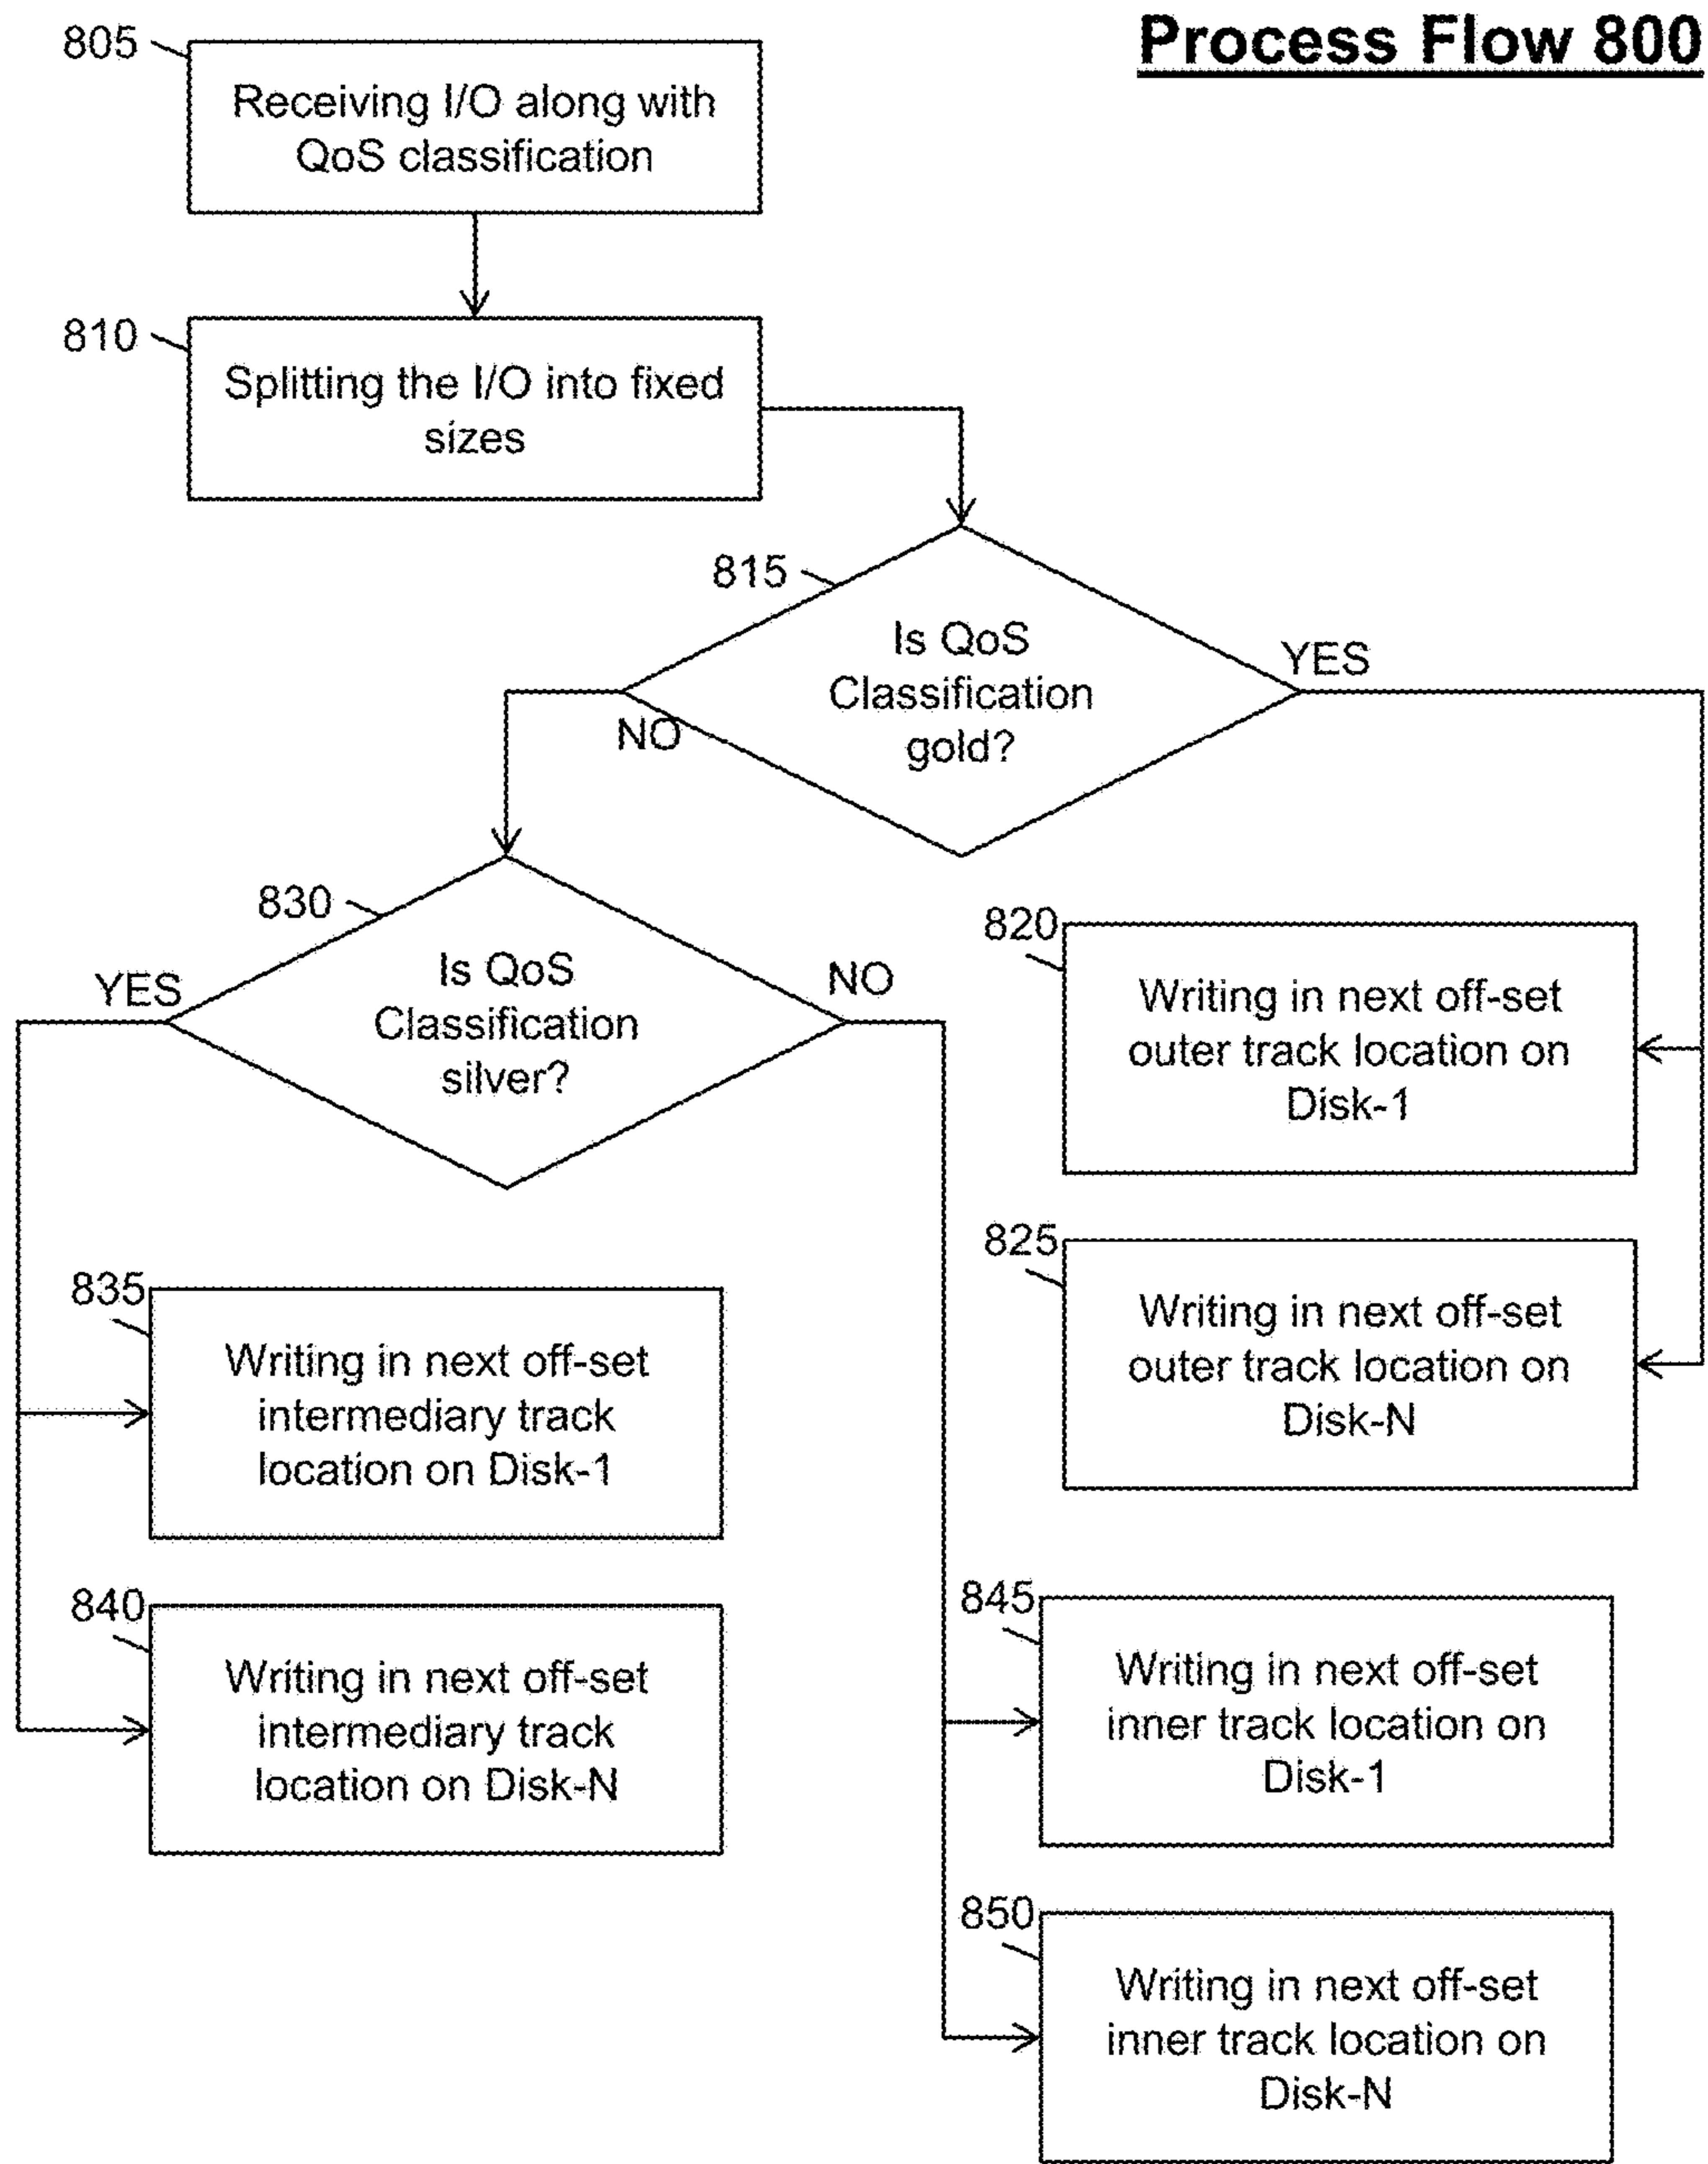 Process Flow 800
805
Receiving I/O along with
QoS classification
810
Splitting the I/O into fixed
sizes
815
Is QoS
Classification
gold?
YES
NO
830
Is QoS
Classification
silver?
YES
NO
820
Writing in next off-set
outer track location on
Disk-1
825
Writing in next off-set
outer track location on
Disk-N
835
Writing in next off-set
intermediary track
location on Disk-1
840
Writing in next off-set
intermediary track
location on Disk-N
845
Writing in next off-set
inner track location on
Disk-1
850
Writing in next off-set
inner track location on
Disk-N